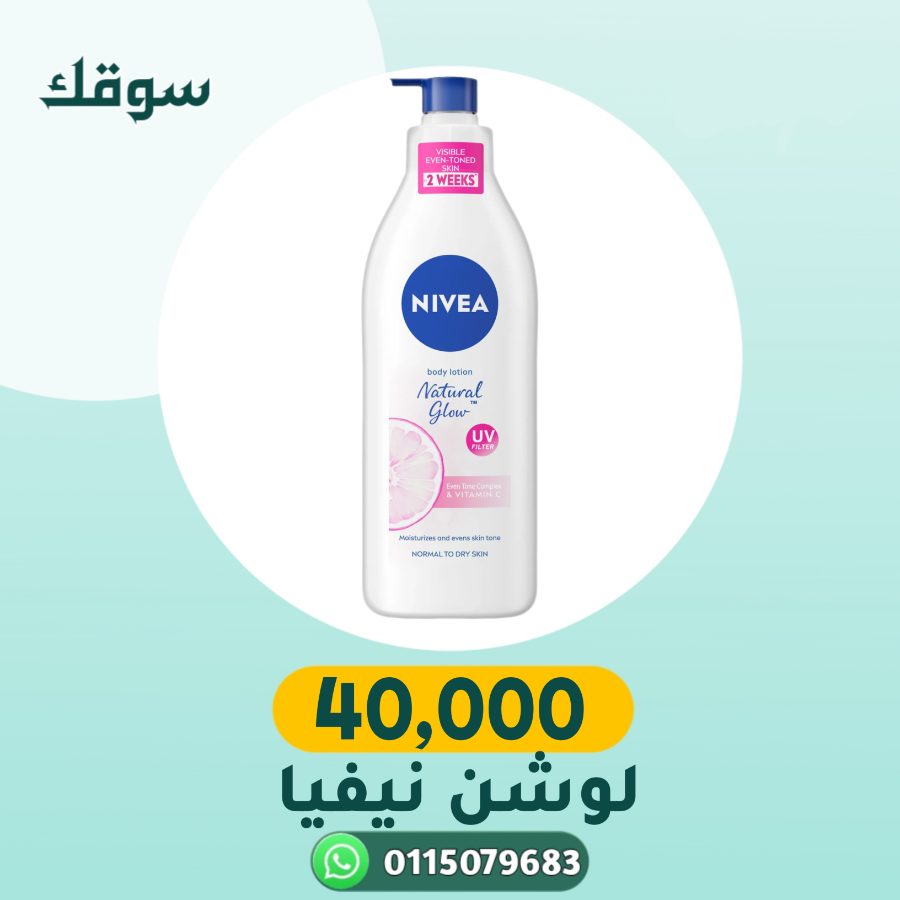 سوقك
VISIBLE
EVEN-TONED
SKIN
2 WEEKS*
NIVEA
body lotion
Natural
Glow™
UV
FILTER
Even Tone Complex
& VITAMIN C
Moisturizes and evens skin tone
NORMAL TO DRY SKIN
40,000
لوشن نيفيا
0115079683